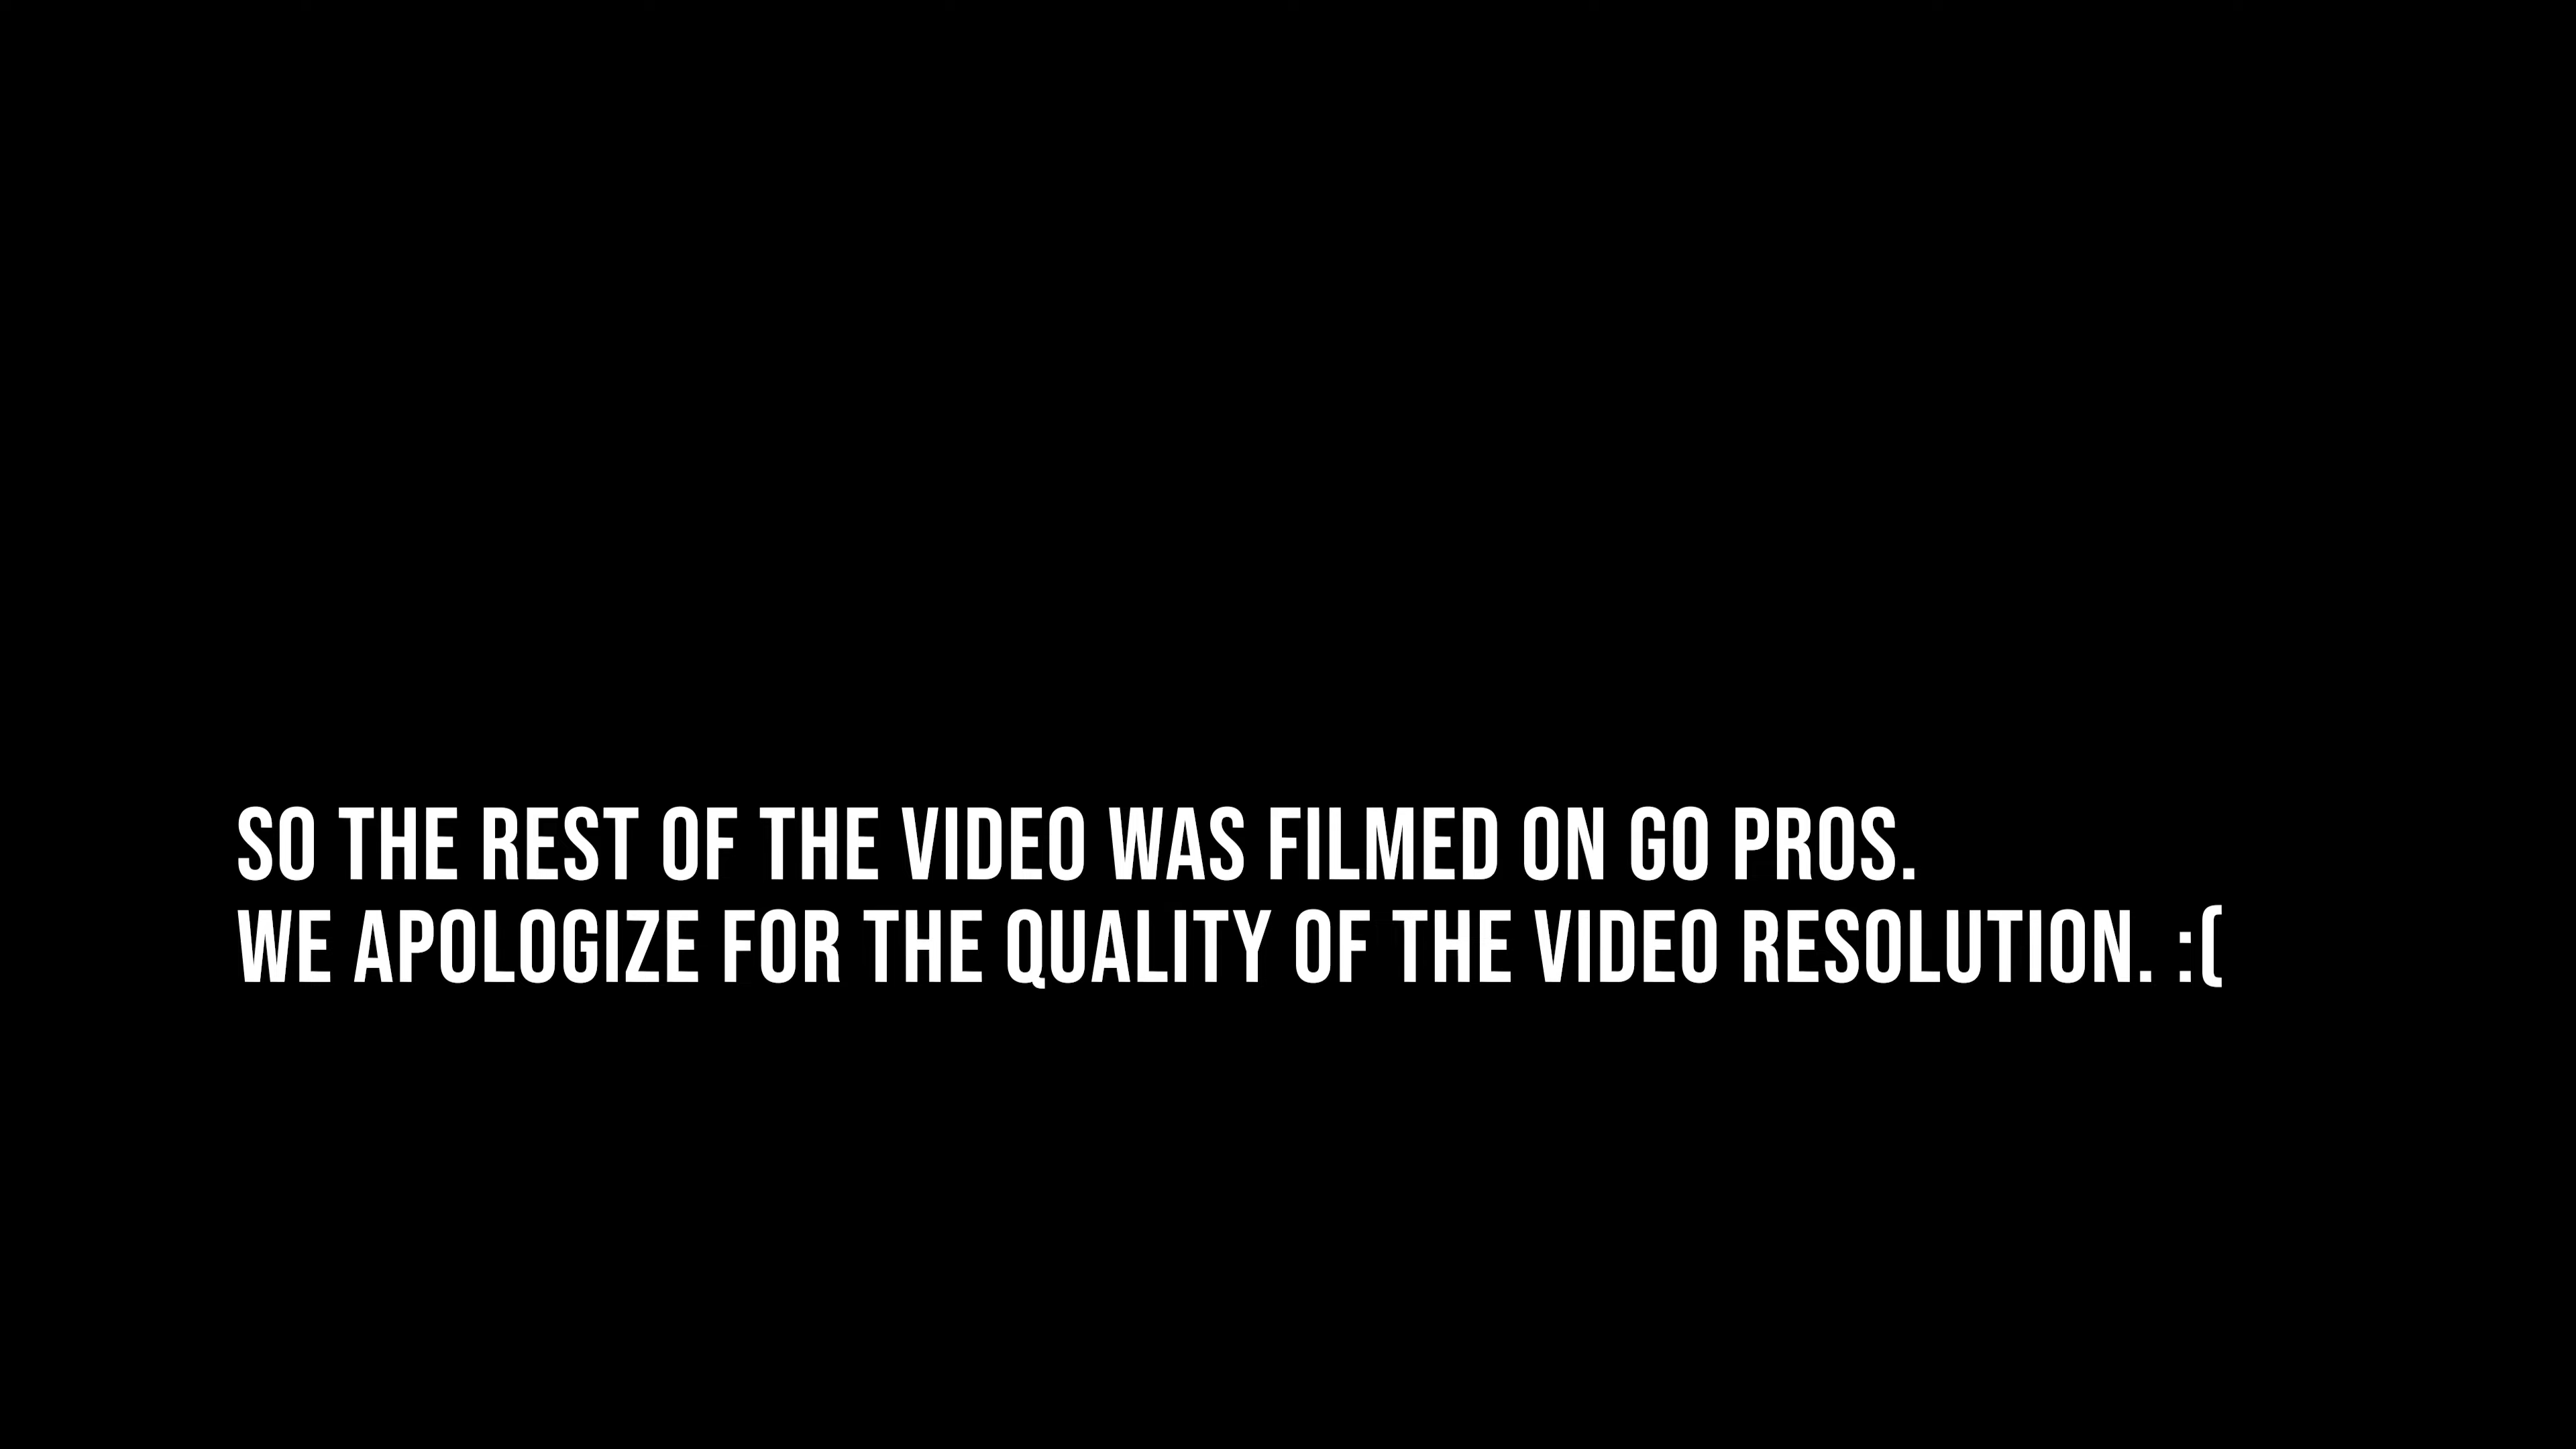 SO THE REST OF THE VIDEO WAS FILMED ON GO PROS.
WE APOLOGIZE FOR THE QUALITY OF THE VIDEO RESOLUTION. :(